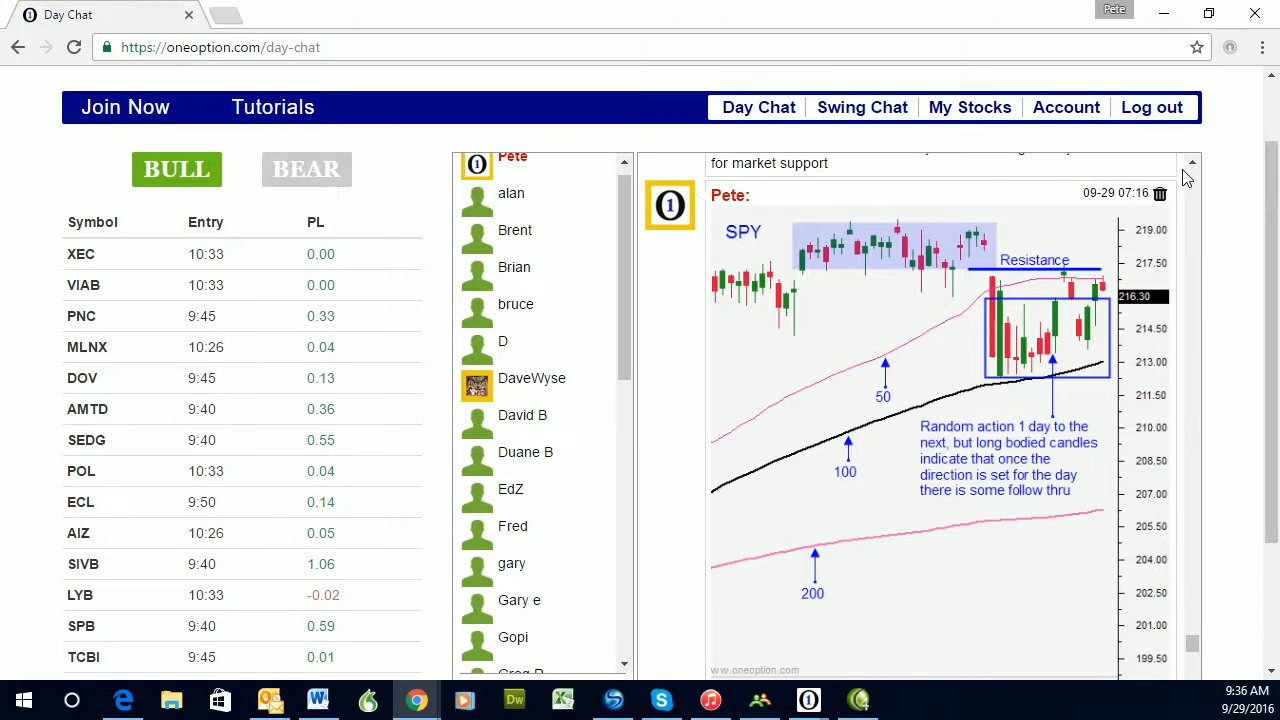 Day Chat
Pete
https://oneoption.com/day-chat
Join Now
Tutorials
Day Chat
Swing Chat
My Stocks
Account
Log out
BULL
BEAR
Symbol Entry PL
XEC 10:33 0.00
VIAB 10:33 0.00
PNC 9:45 0.33
MLNX 10:26 0.04
DOV 9:45 0.13
AMTD 9:40 0.36
SEDG 9:40 0.55
POL 10:33 0.04
ECL 9:50 0.14
AIZ 10:26 0.05
SIVB 9:40 1.06
LYB 10:33 -0.02
SPB 9:40 0.59
TCBI 9:45 0.01
Pete
alan
Brent
Brian
bruce
D
DaveWyse
David B
Duane B
EdZ
Fred
gary
Gary e
Gopi
for market support
Pete:
09-29 07:16
SPY
Resistance
50
100
200
Random action 1 day to the
next, but long bodied candles
indicate that once the
direction is set for the day
there is some follow thru
219.00
217.50
216.30
214.50
213.00
211.50
210.00
208.50
207.00
205.50
204.00
202.50
201.00
199.50
www.oneoption.com
9:36 AM
9/29/2016